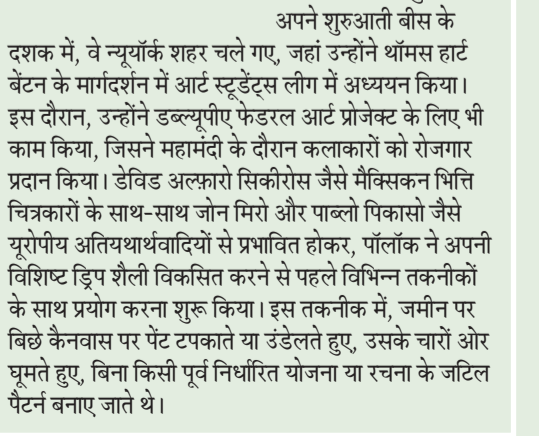 अपने शुरुआती बीस के
दशक में, वे न्यूयॉर्क शहर चले गए, जहां उन्होंने थॉमस हार्ट
बेंटन के मार्गदर्शन में आर्ट स्टूडेंट्स लीग में अध्ययन किया।
इस दौरान, उन्होंने डब्ल्यूपीए फेडरल आर्ट प्रोजेक्ट के लिए भी
काम किया, जिसने महामंदी के दौरान कलाकारों को रोजगार
प्रदान किया। डेविड अल्फ़ारो सिकीरोस जैसे मैक्सिकन भित्ति
चित्रकारों के साथ-साथ जोन मिरो और पाब्लो पिकासो जैसे
यूरोपीय अतियथार्थवादियों से प्रभावित होकर, पॉलॉक ने अपनी
विशिष्ट ड्रिप शैली विकसित करने से पहले विभिन्न तकनीकों
के साथ प्रयोग करना शुरू किया। इस तकनीक में, जमीन पर
बिछे कैनवास पर पेंट टपकाते या उंडेलते हुए, उसके चारों ओर
घूमते हुए, बिना किसी पूर्व निर्धारित योजना या रचना के जटिल
पैटर्न बनाए जाते थे।